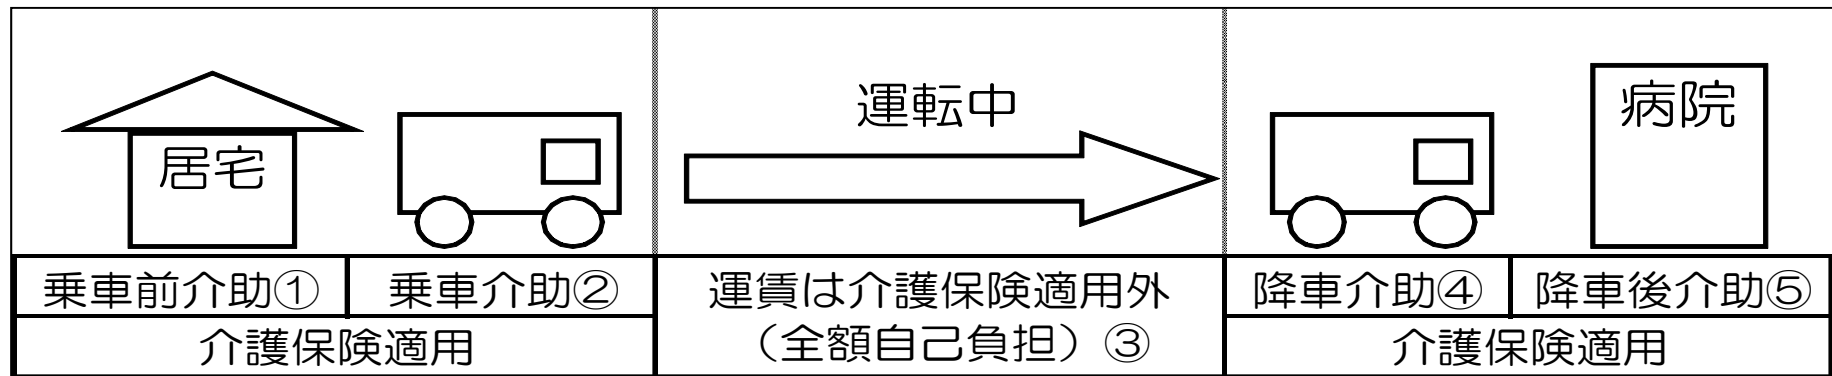 居宅
運転中
病院
乗車前介助①
乗車介助②
運賃は介護保険適用外
（全額自己負担）③
降車介助④
降車後介助⑤
介護保険適用
介護保険適用